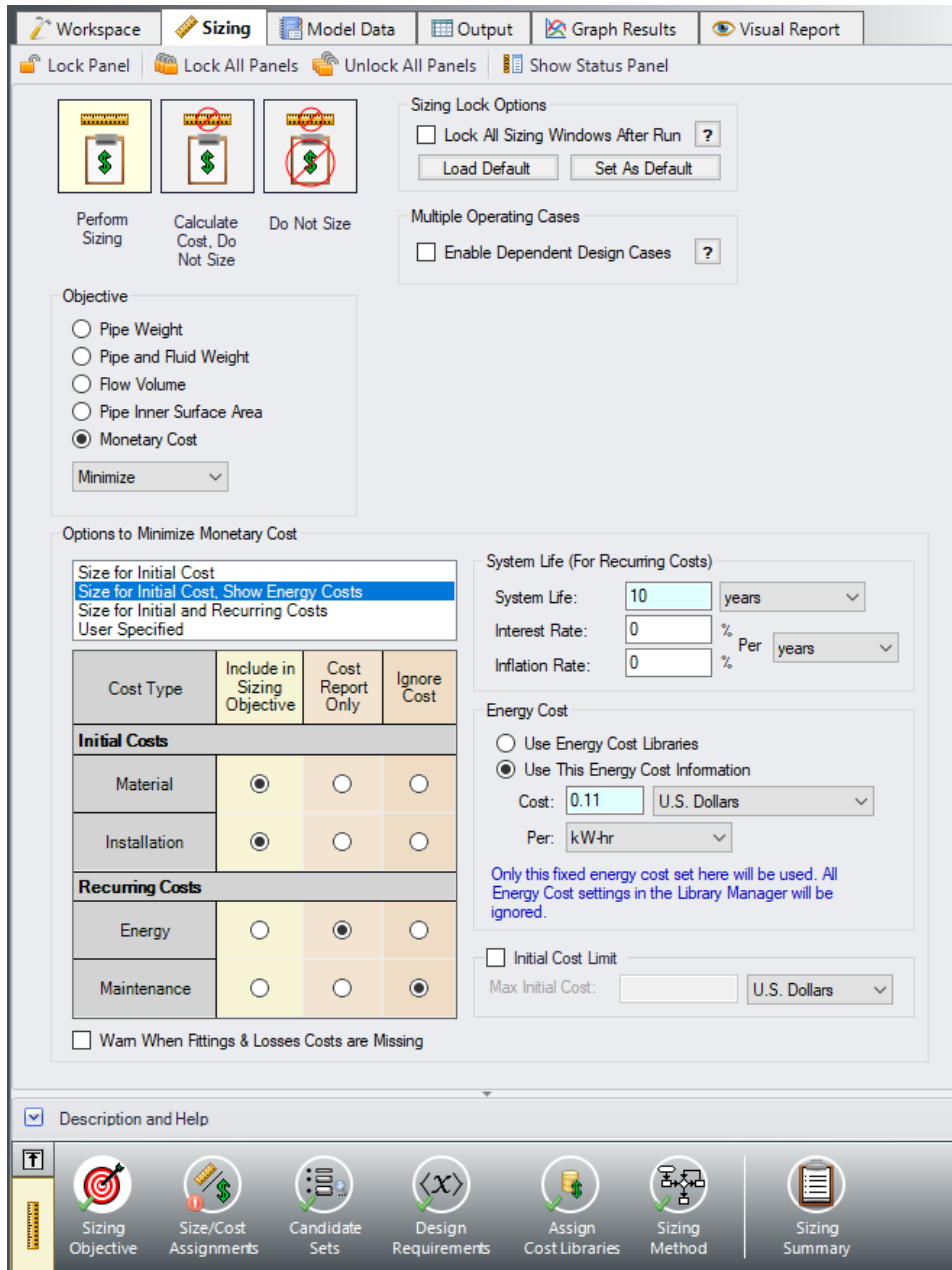 Workspace Sizing Model Data Output Graph Results Visual Report
Lock Panel Lock All Panels Unlock All Panels Show Status Panel
Perform
Sizing
Calculate
Cost, Do
Not Size
Do Not Size
Sizing Lock Options
Lock All Sizing Windows After Run ?
Load Default Set As Default
Multiple Operating Cases
Enable Dependent Design Cases ?
Objective
Pipe Weight
Pipe and Fluid Weight
Flow Volume
Pipe Inner Surface Area
Monetary Cost
Minimize
Options to Minimize Monetary Cost
Size for Initial Cost
Size for Initial Cost, Show Energy Costs
Size for Initial and Recurring Costs
User Specified
Cost Type
Include in
Sizing
Objective
Cost
Report
Only
Ignore
Cost
Initial Costs
Material
Installation
Recurring Costs
Energy
Maintenance
Warn When Fittings & Losses Costs are Missing
System Life (For Recurring Costs)
System Life: 10 years
Interest Rate: 0 %
Per years
Inflation Rate: 0 %
Energy Cost
Use Energy Cost Libraries
Use This Energy Cost Information
Cost: 0.11 U.S. Dollars
Per: kW-hr
Only this fixed energy cost set here will be used. All
Energy Cost settings in the Library Manager will be
ignored.
Initial Cost Limit
Max Initial Cost: U.S. Dollars
Description and Help
Sizing
Objective
Size/Cost
Assignments
Candidate
Sets
Design
Requirements
Assign
Cost Libraries
Sizing
Method
Sizing
Summary